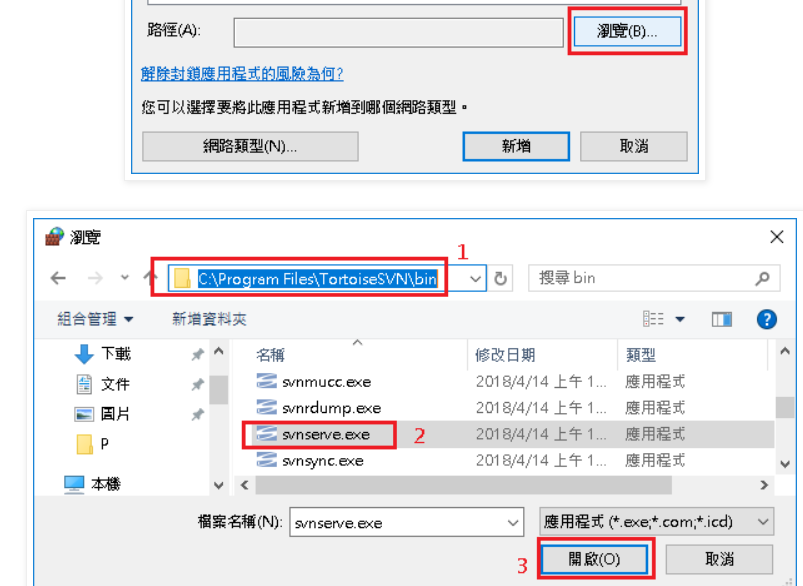 路徑(A):
瀏覽(B)...
解除封鎖應用程式的風險為何?
您可以選擇要將此應用程式新增到哪個網路類型。
網路類型(N)...
新增
取消
瀏覽
1
C:\Program Files\TortoiseSVN\bin
搜尋 bin
組合管理
新增資料夾
下載
名稱
修改日期
類型
文件
svnmucc.exe
2018/4/14 上午 1...
應用程式
圖片
svnrdump.exe
2018/4/14 上午 1...
應用程式
P
svnserve.exe
2
2018/4/14 上午 1...
應用程式
svnsync.exe
2018/4/14 上午 1...
應用程式
本機
檔案名稱(N):
svnserve.exe
應用程式 (*.exe;*.com;*.icd)
3
開啟(O)
取消